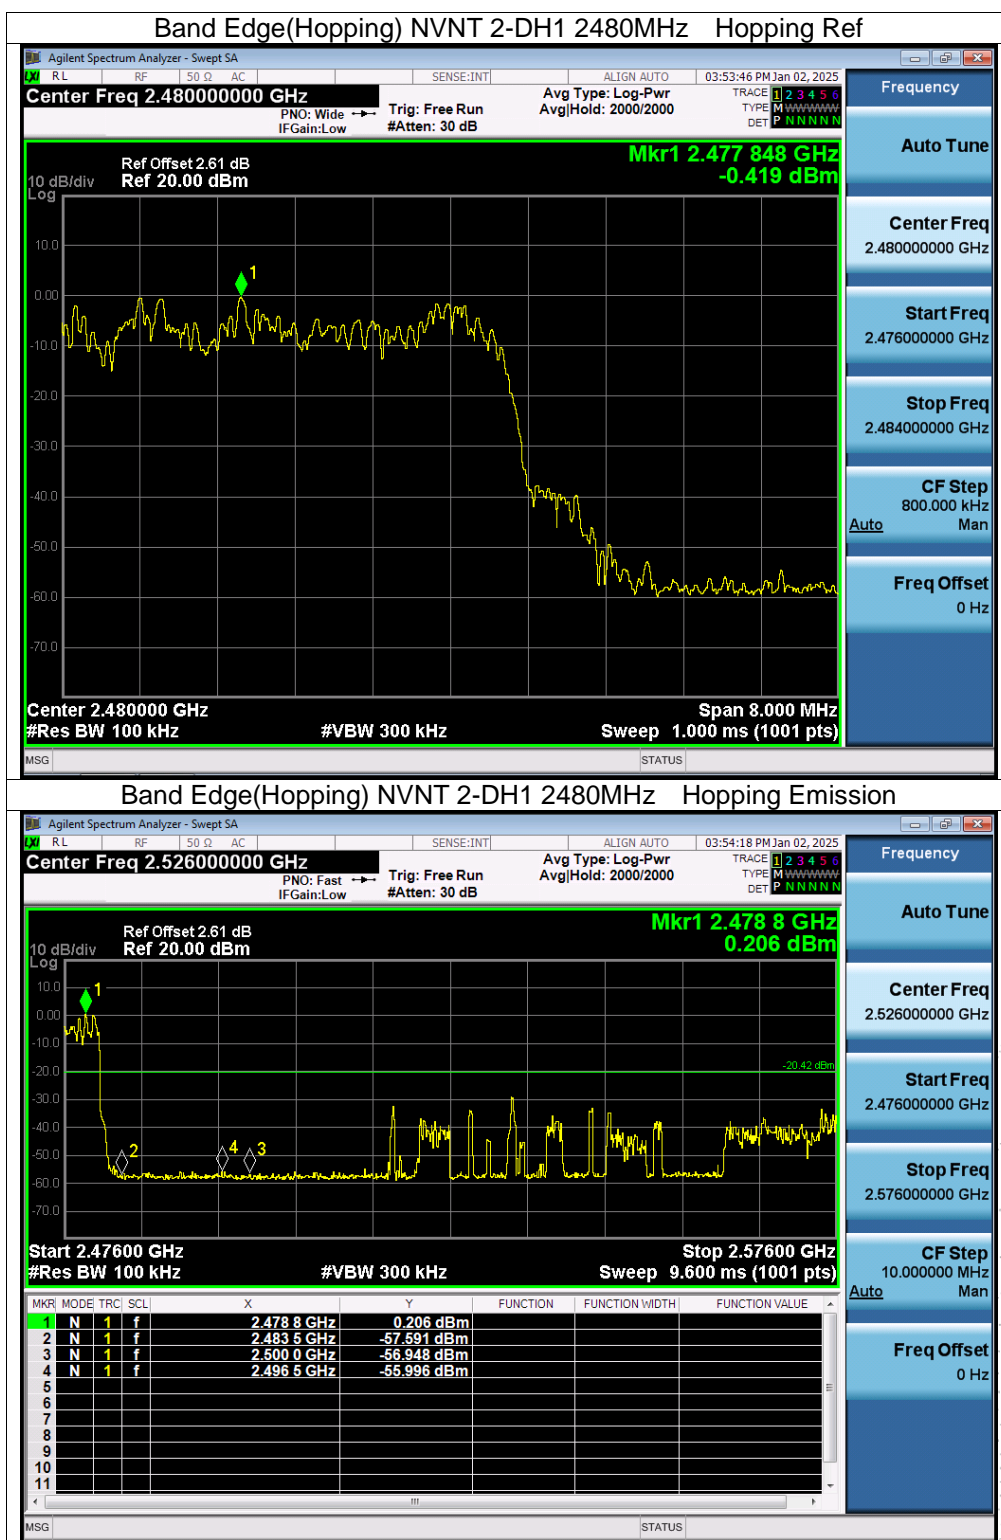 Band Edge(Hopping) NVNT 2-DH1 2480MHz Hopping Ref
Agilent Spectrum Analyzer - Swept SA
LXI RL RF 50 Ω AC SENSE:INT ALIGN AUTO 03:53:46 PM Jan 02, 2025
Center Freq 2.480000000 GHz
PNO: Wide
IFGain:Low
Trig: Free Run
#Atten: 30 dB
Avg Type: Log-Pwr
Avg|Hold: 2000/2000
TRACE 1 2 3 4 5 6
TYPE M WWWWW
DET P N N N N N
Mkr1 2.477 848 GHz
-0.419 dBm
Ref Offset 2.61 dB
10 dB/div Ref 20.00 dBm
Log
10.0
1
0.00
-10.0
-20.0
-30.0
-40.0
-50.0
-60.0
-70.0
Center 2.480000 GHz Span 8.000 MHz
#Res BW 100 kHz #VBW 300 kHz Sweep 1.000 ms (1001 pts)
MSG STATUS
Frequency
Auto Tune
Center Freq
2.480000000 GHz
Start Freq
2.476000000 GHz
Stop Freq
2.484000000 GHz
CF Step
800.000 kHz
Auto Man
Freq Offset
0 Hz
Band Edge(Hopping) NVNT 2-DH1 2480MHz Hopping Emission
Agilent Spectrum Analyzer - Swept SA
LXI RL RF 50 Ω AC SENSE:INT ALIGN AUTO 03:54:18 PM Jan 02, 2025
Center Freq 2.526000000 GHz
PNO: Fast
IFGain:Low
Trig: Free Run
#Atten: 30 dB
Avg Type: Log-Pwr
Avg|Hold: 2000/2000
TRACE 1 2 3 4 5 6
TYPE M WWWWW
DET P N N N N N
Mkr1 2.478 8 GHz
0.206 dBm
Ref Offset 2.61 dB
10 dB/div Ref 20.00 dBm
Log
10.0
1
0.00
-10.0
-20.0
-20.42 dBm
-30.0
-40.0
-50.0
2 4 3
-60.0
-70.0
Start 2.47600 GHz Stop 2.57600 GHz
#Res BW 100 kHz #VBW 300 kHz Sweep 9.600 ms (1001 pts)
MKR MODE TRC SCL X Y FUNCTION FUNCTION WIDTH FUNCTION VALUE
1 N 1 f 2.478 8 GHz 0.206 dBm
2 N 1 f 2.483 5 GHz -57.591 dBm
3 N 1 f 2.500 0 GHz -56.948 dBm
4 N 1 f 2.496 5 GHz -55.996 dBm
5
6
7
8
9
10
11
MSG STATUS
Frequency
Auto Tune
Center Freq
2.526000000 GHz
Start Freq
2.476000000 GHz
Stop Freq
2.576000000 GHz
CF Step
10.000000 MHz
Auto Man
Freq Offset
0 Hz